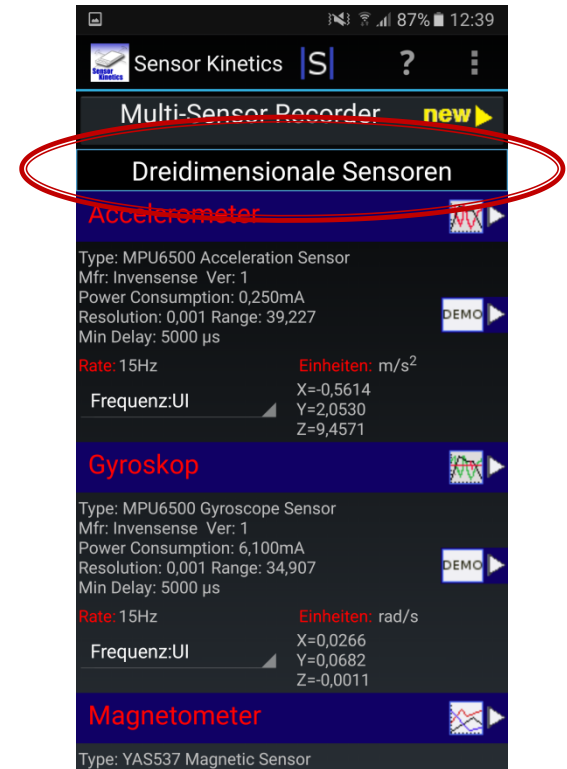 87% 12:39
Sensor Kinetics
Sensor Kinetics |S| ?
Multi-Sensor Recorder new
Dreidimensionale Sensoren
Accelerometer
Type: MPU6500 Acceleration Sensor
Mfr: Invensense Ver: 1
Power Consumption: 0,250mA
Resolution: 0,001 Range: 39,227
DEMO
Min Delay: 5000 µs
Rate: 15Hz Einheiten: m/s²
Frequenz:UI
X=-0,5614
Y=2,0530
Z=9,4571
Gyroskop
Type: MPU6500 Gyroscope Sensor
Mfr: Invensense Ver: 1
Power Consumption: 6,100mA
Resolution: 0,001 Range: 34,907
DEMO
Min Delay: 5000 µs
Rate: 15Hz Einheiten: rad/s
Frequenz:UI
X=0,0266
Y=0,0682
Z=-0,0011
Magnetometer
Type: YAS537 Magnetic Sensor